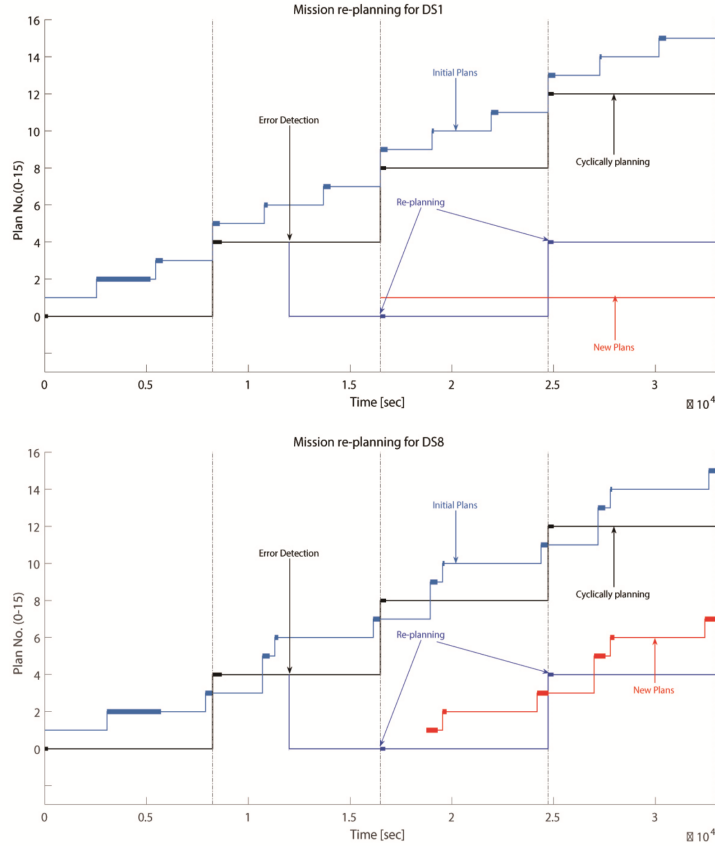 Mission re-planning for DS1
16
14
12
10
8
6
4
2
0
Plan No.(0-15)
Initial Plans
Error Detection
Cyclically planning
Re-planning
New Plans
0 0.5 1 1.5 2 2.5 3
Time [sec]
10⁴
Mission re-planning for DS8
16
14
12
10
8
6
4
2
0
Plan No. (0-15)
Initial Plans
Error Detection
Cyclically planning
Re-planning
New Plans
0 0.5 1 1.5 2 2.5 3
Time [sec]
10⁴